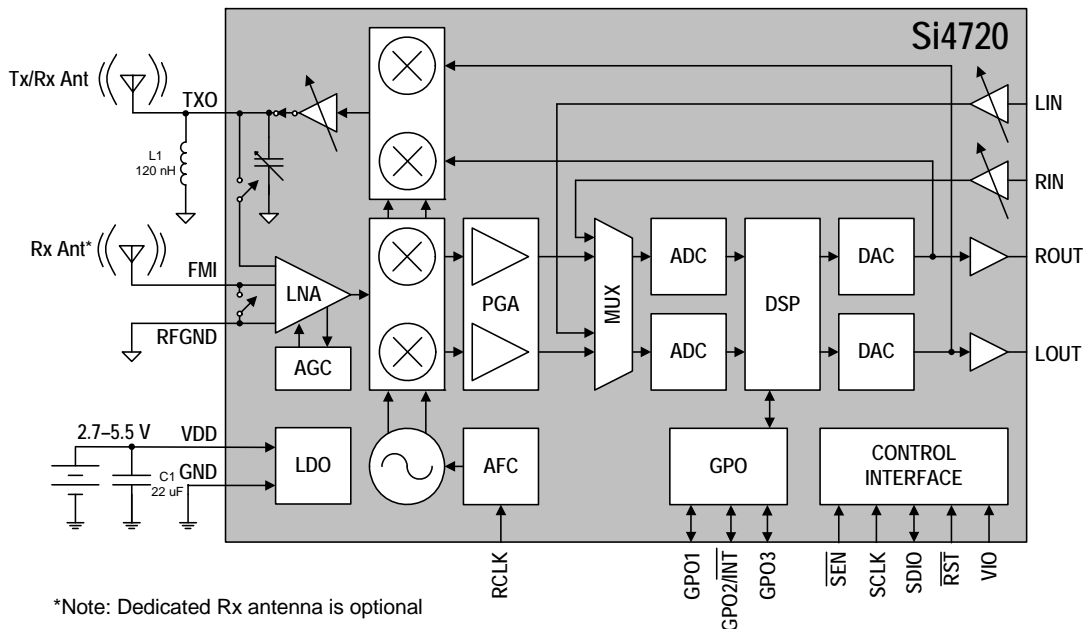 Si4720
Tx/Rx Ant
TXO
LIN
L1
120 nH
RIN
Rx Ant*
FMI
LNA
PGA
MUX
ADC
DSP
DAC
ROUT
RFGND
AGC
ADC
DAC
LOUT
2.7–5.5 V
VDD
LDO
AFC
GPO
CONTROL
INTERFACE
GND
C1
22 uF
RCLK
GPO1
GPO2/INT
GPO3
SEN
SCLK
SDIO
RST
VIO
*Note: Dedicated Rx antenna is optional